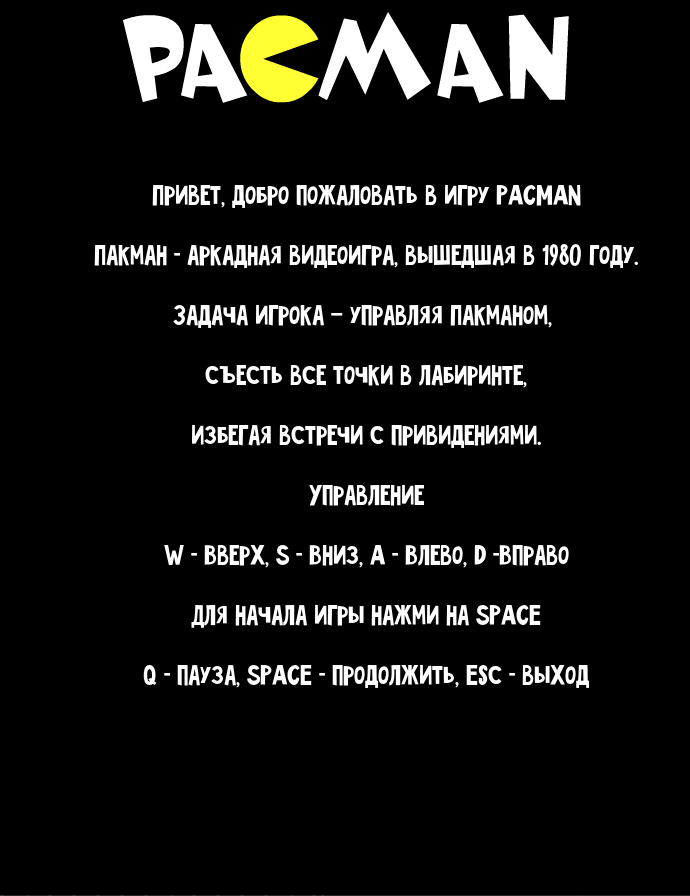 PACMAN
ПРИВЕТ, ДОБРО ПОЖАЛОВАТЬ В ИГРУ PACMAN
ПАКМАН - АРКАДНАЯ ВИДЕОИГРА, ВЫШЕДШАЯ В 1980 ГОДУ.
ЗАДАЧА ИГРОКА – УПРАВЛЯЯ ПАКМАНОМ,
СЪЕСТЬ ВСЕ ТОЧКИ В ЛАБИРИНТЕ,
ИЗБЕГАЯ ВСТРЕЧИ С ПРИВИДЕНИЯМИ.
УПРАВЛЕНИЕ
W - ВВЕРХ, S - ВНИЗ, A - ВЛЕВО, D -ВПРАВО
ДЛЯ НАЧАЛА ИГРЫ НАЖМИ НА SPACE
Q - ПАУЗА, SPACE - ПРОДОЛЖИТЬ, ESC - ВЫХОД